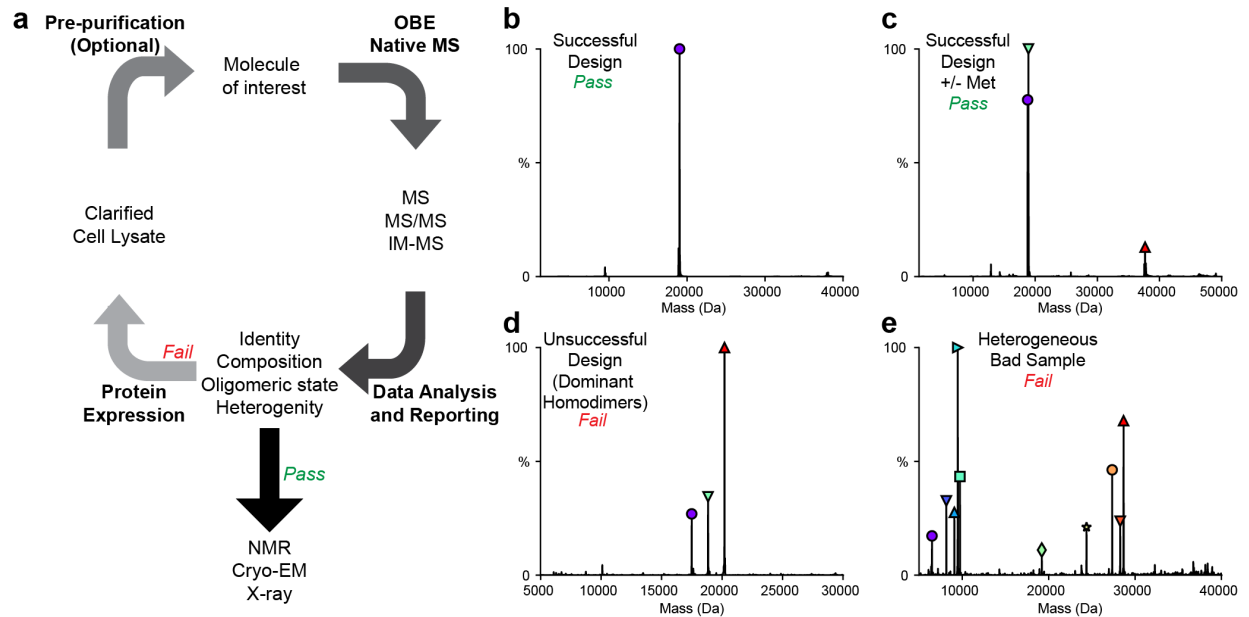 a
Pre-purification
(Optional)
OBE
Native MS
Molecule
of interest
MS
MS/MS
IM-MS
Clarified
Cell Lysate
Identity
Composition
Oligomeric state
Heterogenity
Fail
Protein
Expression
Data Analysis
and Reporting
Pass
NMR
Cryo-EM
X-ray
b
Successful
Design
Pass
100
%
0
10000 20000 30000 40000
Mass (Da)
c
Successful
Design
+/- Met
Pass
100
%
0
10000 20000 30000 40000 50000
Mass (Da)
d
Unsuccessful
Design
(Dominant
Homodimers)
Fail
100
%
0
5000 10000 15000 20000 25000 30000
Mass (Da)
e
Heterogeneous
Bad Sample
Fail
100
%
0
10000 20000 30000 40000
Mass (Da)